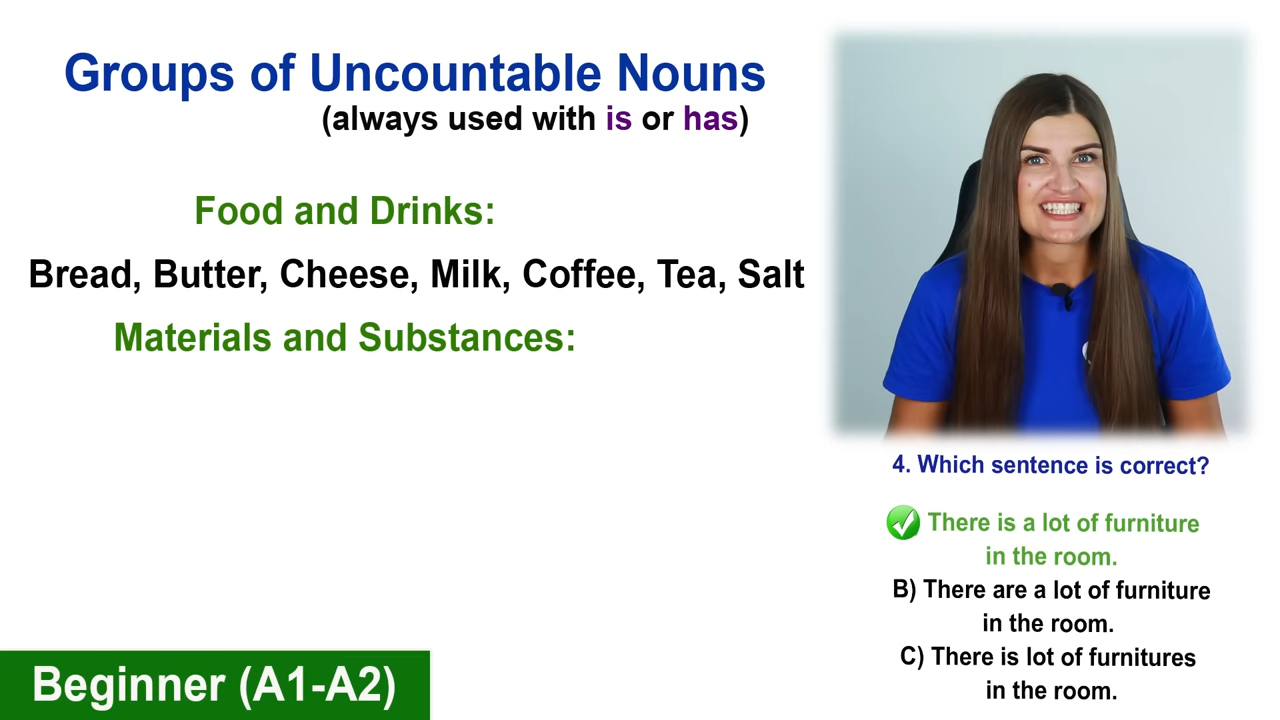 Groups of Uncountable Nouns
(always used with is or has)
Food and Drinks:
Bread, Butter, Cheese, Milk, Coffee, Tea, Salt
Materials and Substances:
4. Which sentence is correct?
There is a lot of furniture
in the room.
B) There are a lot of furniture
in the room.
C) There is lot of furnitures
in the room.
Beginner (A1-A2)